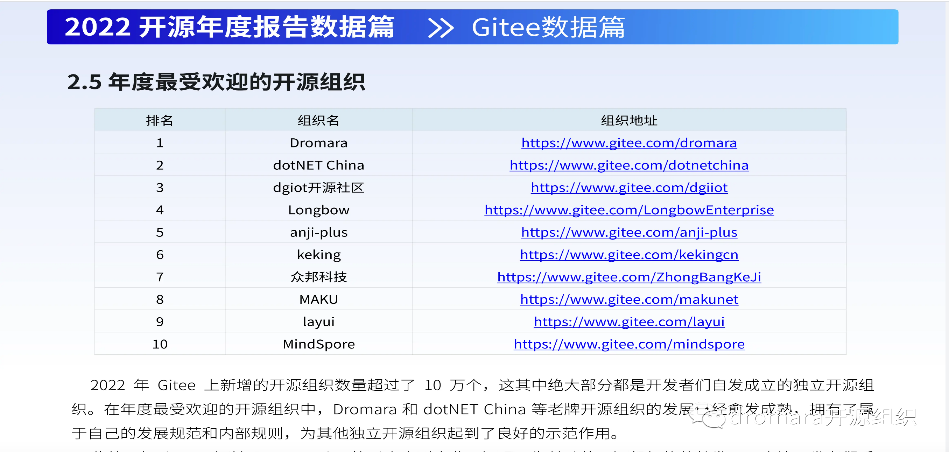 2022 开源年度报告数据篇 >> Gitee数据篇
2.5 年度最受欢迎的开源组织
排名 组织名 组织地址
1 Dromara https://www.gitee.com/dromara
2 dotNET China https://www.gitee.com/dotnetchina
3 dgiot开源社区 https://www.gitee.com/dgiiot
4 Longbow https://www.gitee.com/LongbowEnterprise
5 anji-plus https://www.gitee.com/anji-plus
6 keking https://www.gitee.com/kekingcn
7 众邦科技 https://www.gitee.com/ZhongBangKeJi
8 MAKU https://www.gitee.com/makunet
9 layui https://www.gitee.com/layui
10 MindSpore https://www.gitee.com/mindspore
2022 年 Gitee 上新增的开源组织数量超过了 10 万个，这其中绝大部分都是开发者们自发成立的独立开源组
织。在年度最受欢迎的开源组织中，Dromara 和 dotNET China 等老牌开源组织的发展经愈发成熟，拥有了属
于自己的发展规范和内部规则，为其他独立开源组织起到了良好的示范作用。
dromara开源组织